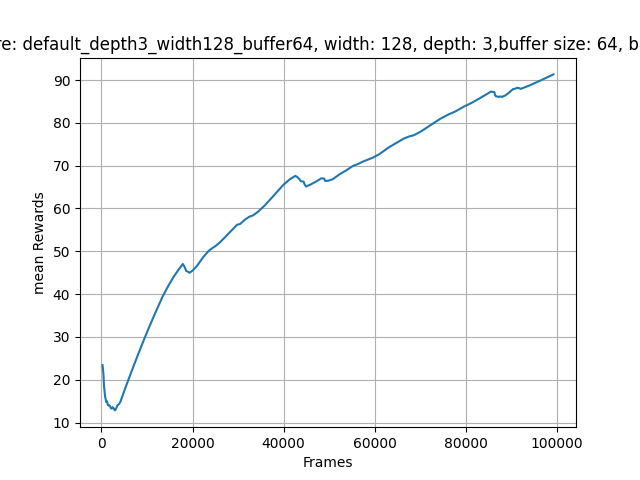 re: default_depth3_width128_buffer64, width: 128, depth: 3,buffer size: 64, b
90
80
70
60
50
40
30
20
10
mean Rewards
0 20000 40000 60000 80000 100000
Frames